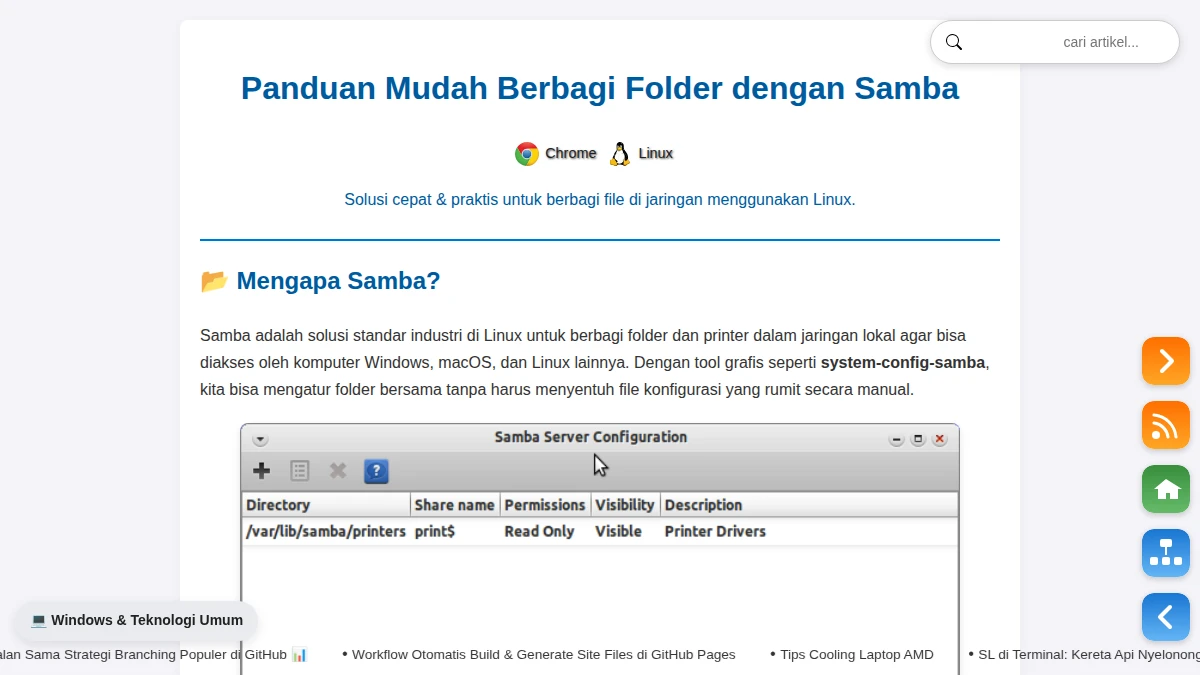 cari artikel...
Panduan Mudah Berbagi Folder dengan Samba
Chrome Linux
Solusi cepat & praktis untuk berbagi file di jaringan menggunakan Linux.
📂 Mengapa Samba?
Samba adalah solusi standar industri di Linux untuk berbagi folder dan printer dalam jaringan lokal agar bisa
diakses oleh komputer Windows, macOS, dan Linux lainnya. Dengan tool grafis seperti system-config-samba,
kita bisa mengatur folder bersama tanpa harus menyentuh file konfigurasi yang rumit secara manual.
Samba Server Configuration
Directory Share name Permissions Visibility Description
/var/lib/samba/printers print$ Read Only Visible Printer Drivers
💻 Windows & Teknologi Umum
Sama Strategi Branching Populer di GitHub 📊 • Workflow Otomatis Build & Generate Site Files di GitHub Pages • Tips Cooling Laptop AMD • SL di Terminal: Kereta Api